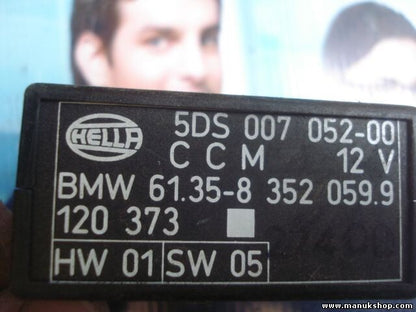 HELLA
5DS 007 052-00
CCM 12 V
BMW 61.35-8 352 059.9
120 373
HW 01 SW 05
www.manukshop.com